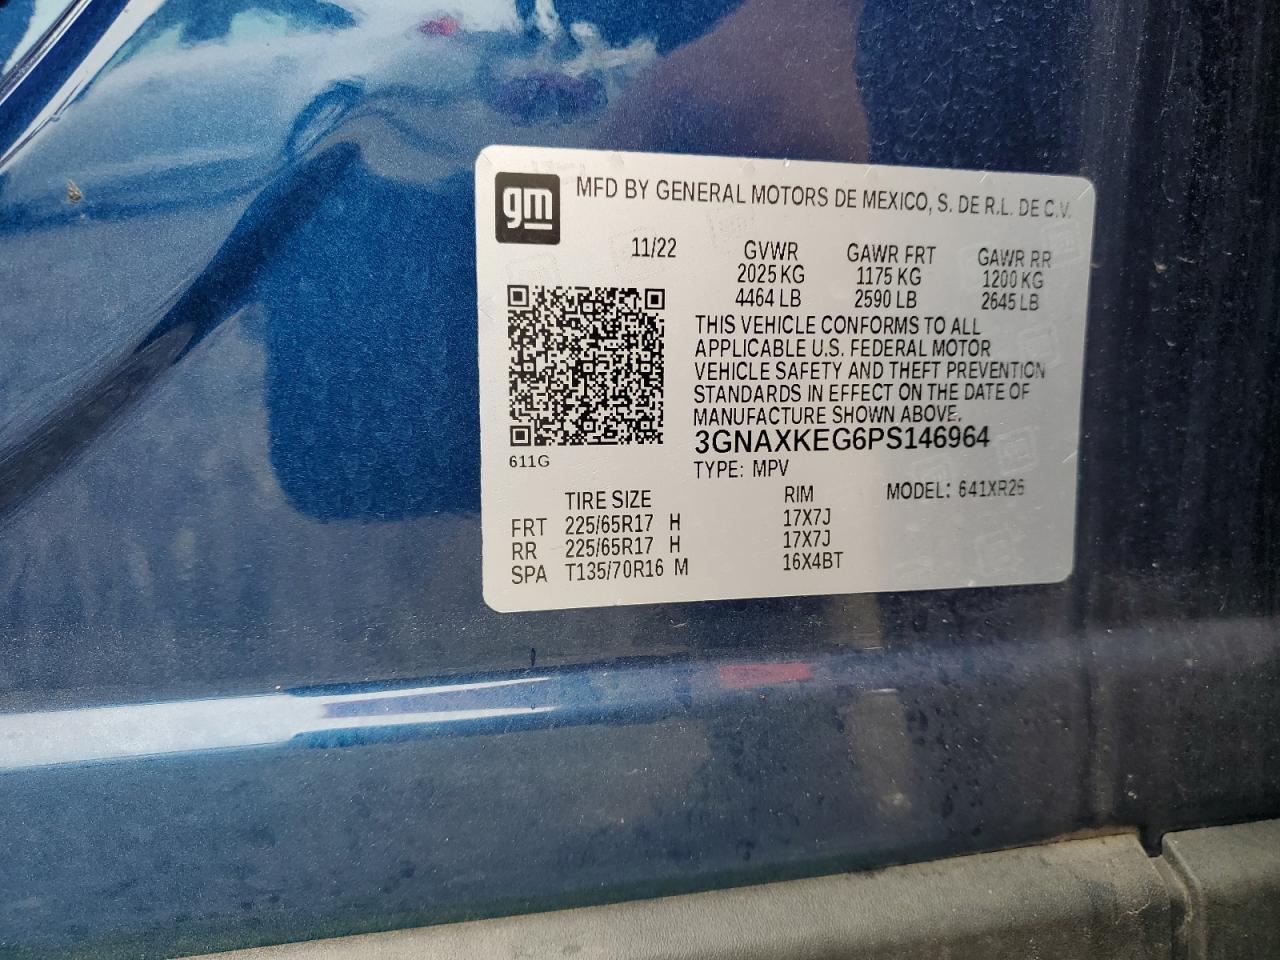 gm
MFD BY GENERAL MOTORS DE MEXICO, S. DE R.L. DE C.V.
11/22 GVWR GAWR FRT GAWR RR
2025 KG 1175 KG 1200 KG
4464 LB 2590 LB 2645 LB
THIS VEHICLE CONFORMS TO ALL
APPLICABLE U.S. FEDERAL MOTOR
VEHICLE SAFETY AND THEFT PREVENTION
STANDARDS IN EFFECT ON THE DATE OF
MANUFACTURE SHOWN ABOVE.
3GNAXKEG6PS146964
611G
TYPE: MPV
MODEL: 641XR26
TIRE SIZE RIM
FRT 225/65R17 H 17X7J
RR 225/65R17 H 17X7J
SPA T135/70R16 M 16X4BT